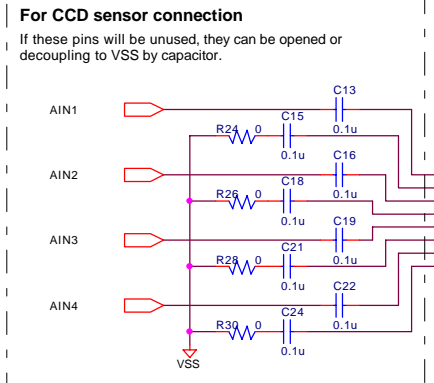 For CCD sensor connection
If these pins will be unused, they can be opened or
decoupling to VSS by capacitor.
C13
AIN1
C15
R24 0
0.1u
0.1u
C16
AIN2
C18
R26 0
0.1u
0.1u
C19
AIN3
C21
R28 0
0.1u
0.1u
C22
AIN4
C24
R30 0
0.1u
0.1u
VSS